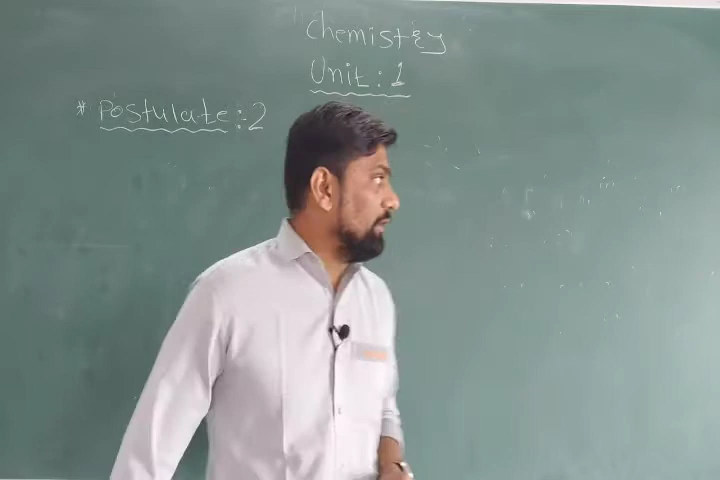 Chemistry
Unit : 1
* Postulate :- 2